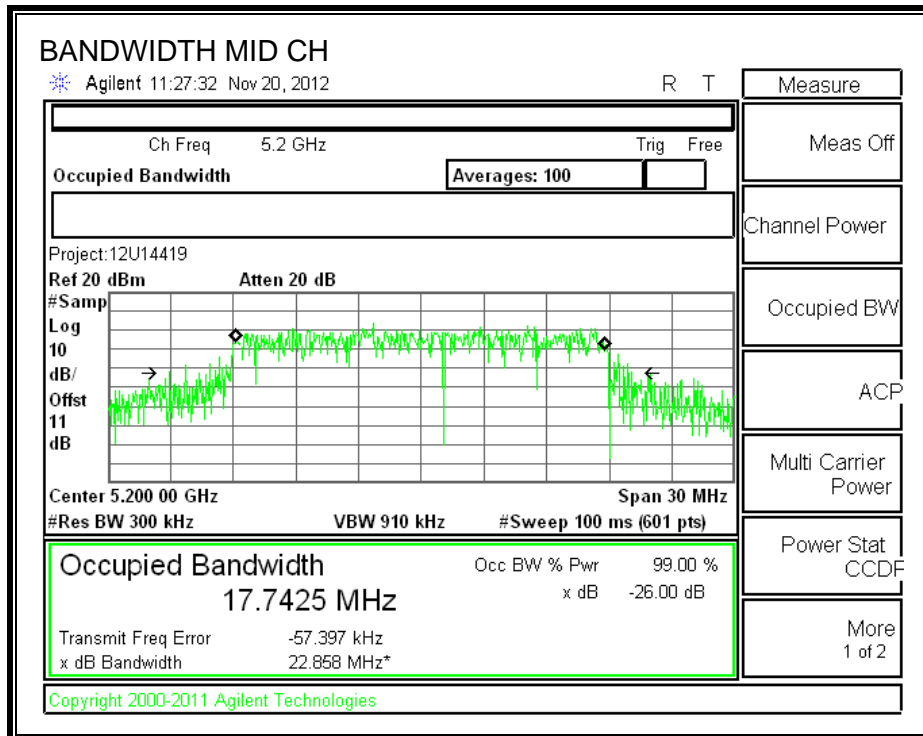 BANDWIDTH MID CH
Agilent 11:27:32 Nov 20, 2012 R T
Measure
Ch Freq 5.2 GHz Trig Free
Meas Off
Occupied Bandwidth Averages: 100
Channel Power
Project:12U14419
Ref 20 dBm Atten 20 dB
#Samp
Log
10
dB/
Offst
11
dB
Occupied BW
ACP
Multi Carrier
Power
Center 5.200 00 GHz Span 30 MHz
#Res BW 300 kHz VBW 910 kHz #Sweep 100 ms (601 pts)
Power Stat
CCDF
Occupied Bandwidth Occ BW % Pwr 99.00 %
17.7425 MHz x dB -26.00 dB
Transmit Freq Error -57.397 kHz
x dB Bandwidth 22.858 MHz*
More
1 of 2
Copyright 2000-2011 Agilent Technologies